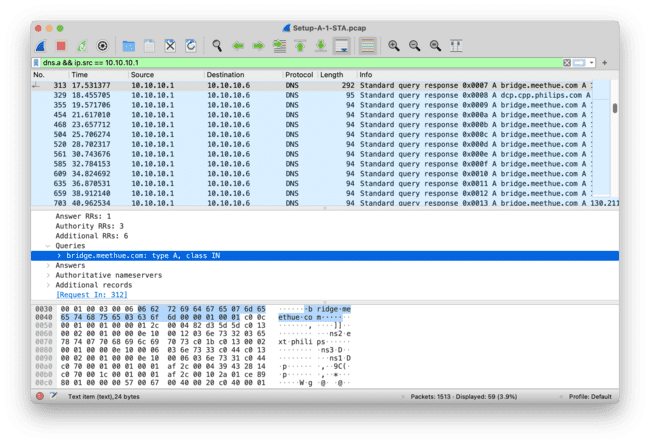 Setup-A-1-STA.pcap
dns.a && ip.src == 10.10.10.1
No. Time Source Destination Protocol Length Info
313 17.531377 10.10.10.1 10.10.10.6 DNS 292 Standard query response 0x0007 A bridge.meethue.com A
329 18.455705 10.10.10.1 10.10.10.6 DNS 95 Standard query response 0x0008 A dcp.cpp.philips.com A
355 19.571706 10.10.10.1 10.10.10.6 DNS 94 Standard query response 0x0009 A bridge.meethue.com A 1
454 21.617010 10.10.10.1 10.10.10.6 DNS 94 Standard query response 0x000a A bridge.meethue.com A 1
468 23.657712 10.10.10.1 10.10.10.6 DNS 94 Standard query response 0x000b A bridge.meethue.com A 1
504 25.706274 10.10.10.1 10.10.10.6 DNS 94 Standard query response 0x000c A bridge.meethue.com A 1
520 28.702317 10.10.10.1 10.10.10.6 DNS 94 Standard query response 0x000d A bridge.meethue.com A 1
561 30.743676 10.10.10.1 10.10.10.6 DNS 94 Standard query response 0x000e A bridge.meethue.com A 1
585 32.784153 10.10.10.1 10.10.10.6 DNS 94 Standard query response 0x000f A bridge.meethue.com A 1
609 34.824692 10.10.10.1 10.10.10.6 DNS 94 Standard query response 0x0010 A bridge.meethue.com A 1
635 36.870531 10.10.10.1 10.10.10.6 DNS 94 Standard query response 0x0011 A bridge.meethue.com A 1
659 38.912140 10.10.10.1 10.10.10.6 DNS 94 Standard query response 0x0012 A bridge.meethue.com A 1
703 40.962534 10.10.10.1 10.10.10.6 DNS 94 Standard query response 0x0013 A bridge.meethue.com A 130.211
Answer RRs: 1
Authority RRs: 3
Additional RRs: 6
Queries
bridge.meethue.com: type A, class IN
Answers
Authoritative nameservers
Additional records
[Request In: 312]
0030 00 01 00 03 00 06 06 62 72 69 64 67 65 07 6d 65 ·······b ridge·me
0040 65 74 68 75 65 03 63 6f 6d 00 00 01 00 01 c0 0c ethue·co m·······
0050 00 01 00 01 00 00 01 2c 00 04 82 d3 5d 5d c0 13 ·······, ····]]··
0060 00 02 00 01 00 00 0e 10 00 12 03 6e 73 32 03 65 ········ ···ns2·e
0070 78 74 07 70 68 69 6c 69 70 73 c0 1b c0 13 00 02 xt·phili ps······
0080 00 01 00 00 0e 10 00 06 03 6e 73 33 c0 44 c0 13 ········ ·ns3·D··
0090 00 02 00 01 00 00 0e 10 00 06 03 6e 73 31 c0 44 ········ ···ns1·D
00a0 c0 70 00 01 00 01 00 01 af 2c 00 04 39 43 28 14 ·p······ ·,··9C(·
00b0 c0 70 00 1c 00 01 00 01 af 2c 00 10 2a 01 ce 89 ·p······ ·,··*···
00c0 80 01 00 00 00 57 00 67 00 40 00 20 c0 40 00 01 ·····W·g ·@· ·@··
Text item (text), 24 bytes
Packets: 1513 · Displayed: 59 (3.9%)
Profile: Default